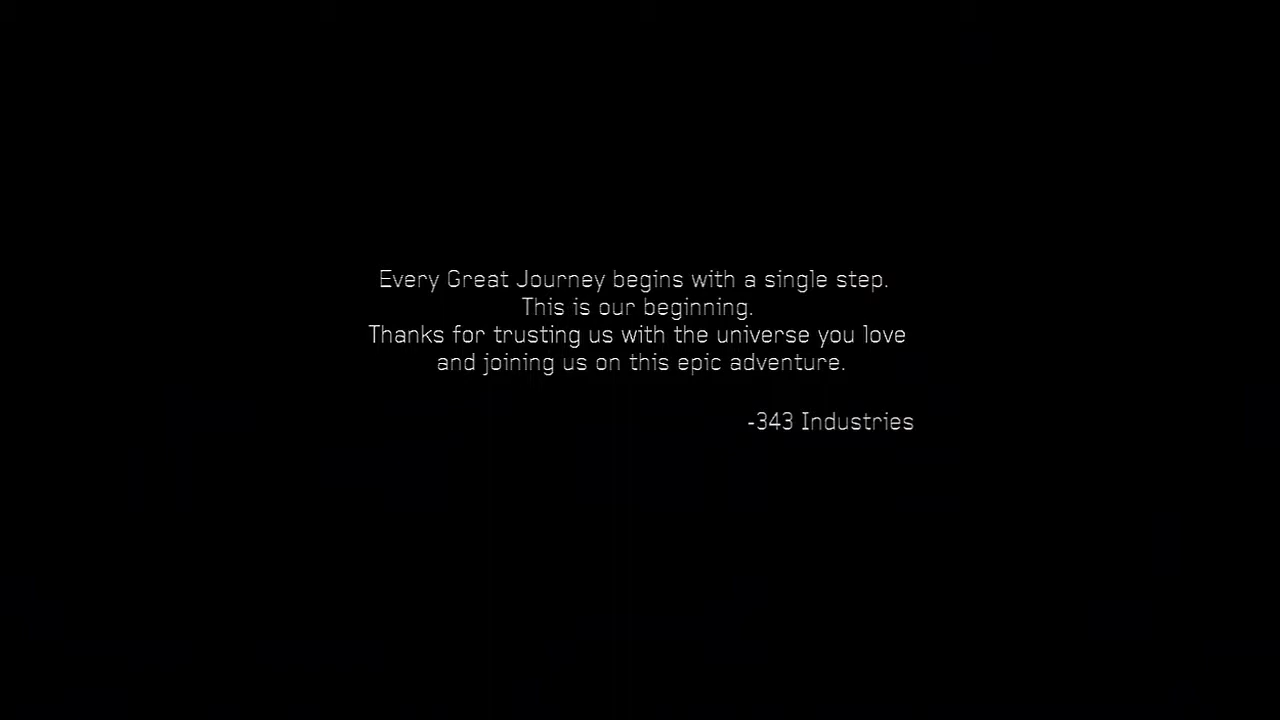 Every Great Journey begins with a single step.
This is our beginning.
Thanks for trusting us with the universe you love
and joining us on this epic adventure.
-343 Industries